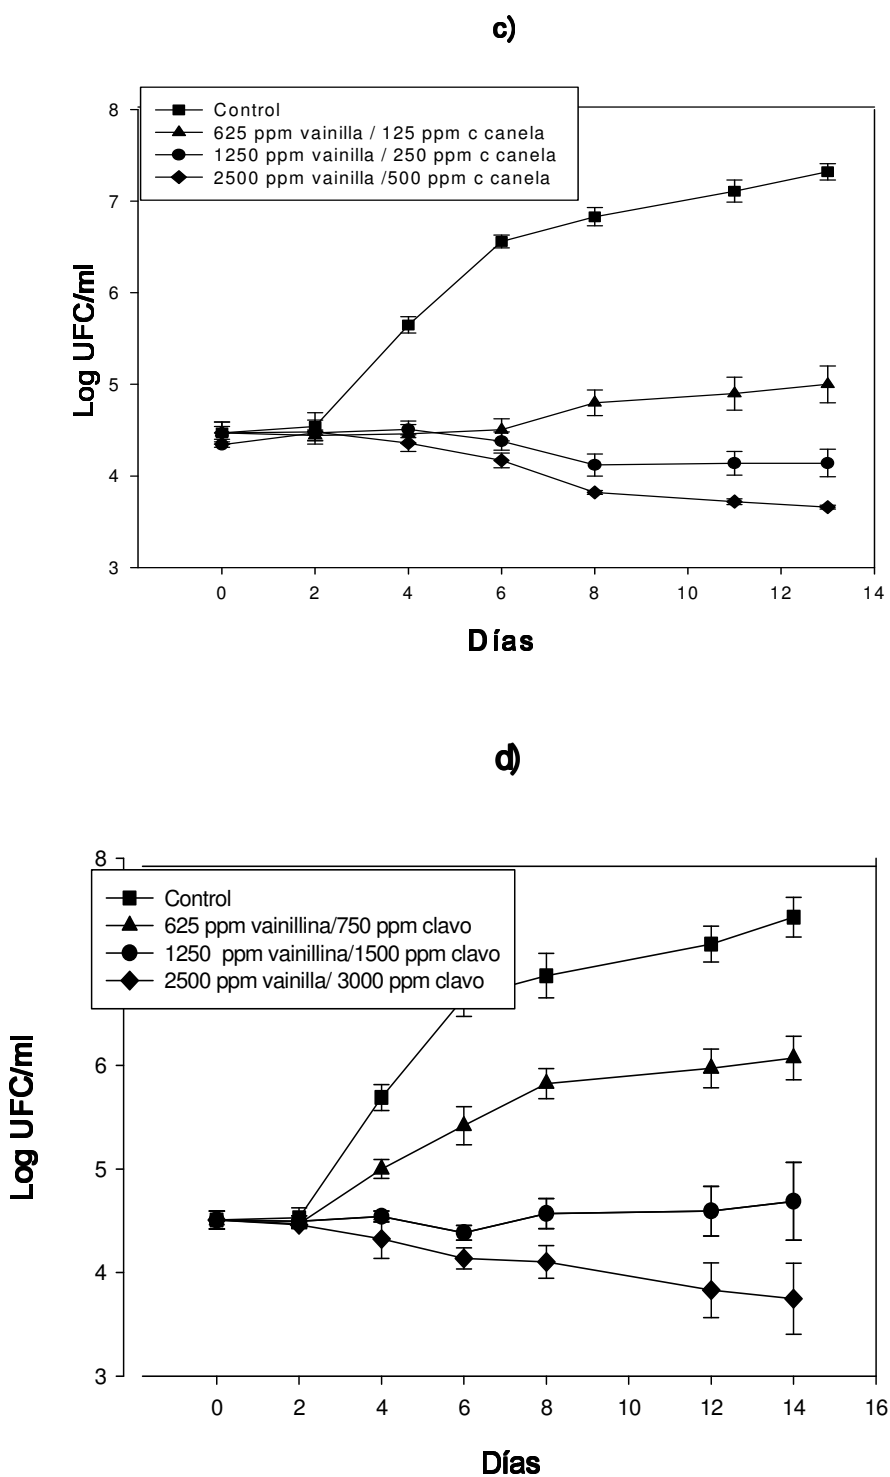 c)
8
Control
625 ppm vainilla / 125 ppm c canela
1250 ppm vainilla / 250 ppm c canela
2500 ppm vainilla /500 ppm c canela
7
6
Log UFC/ml
5
4
3
0 2 4 6 8 10 12 14
Días
d)
8
Control
625 ppm vainillina/750 ppm clavo
1250 ppm vainillina/1500 ppm clavo
2500 ppm vainilla/ 3000 ppm clavo
6
Log UFC/ml
5
4
3
0 2 4 6 8 10 12 14 16
Días